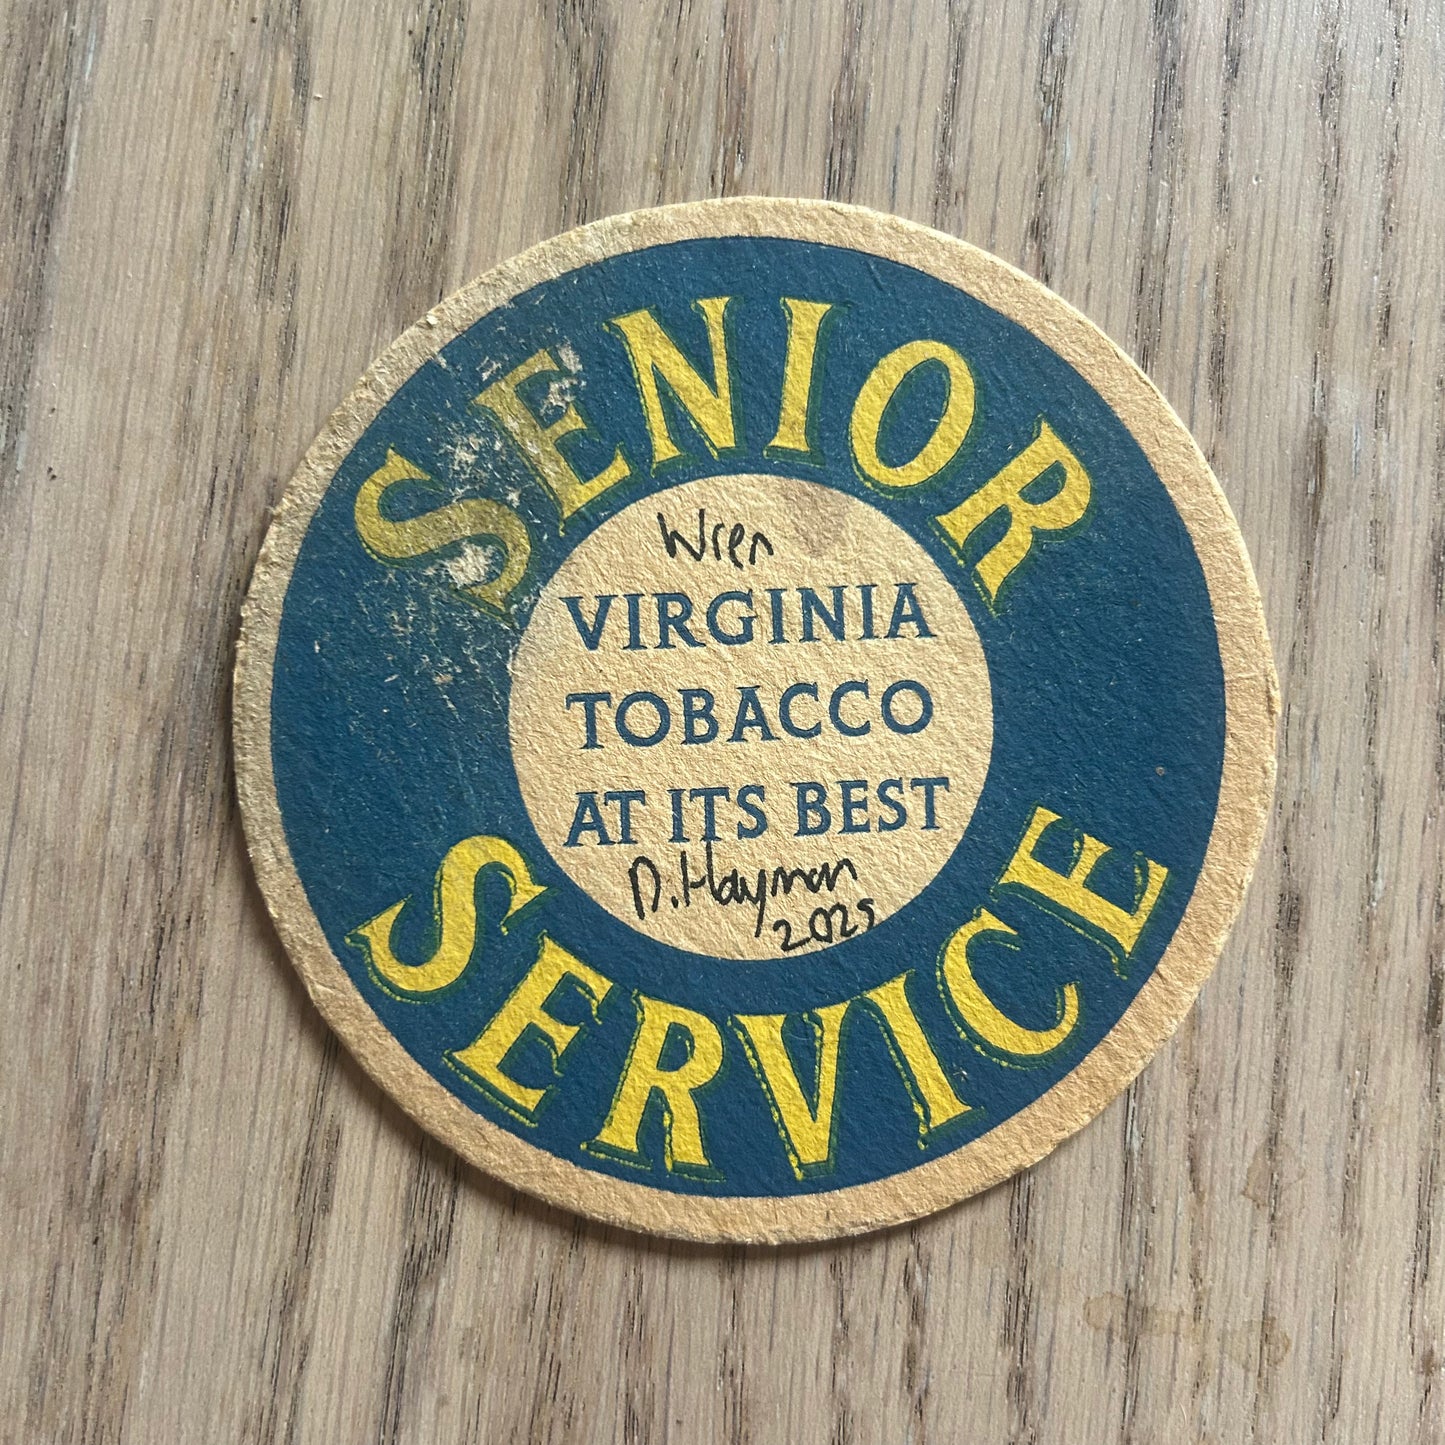 SENIOR
Wren
VIRGINIA
TOBACCO
AT ITS BEST
D. Hayman
2025
SERVICE